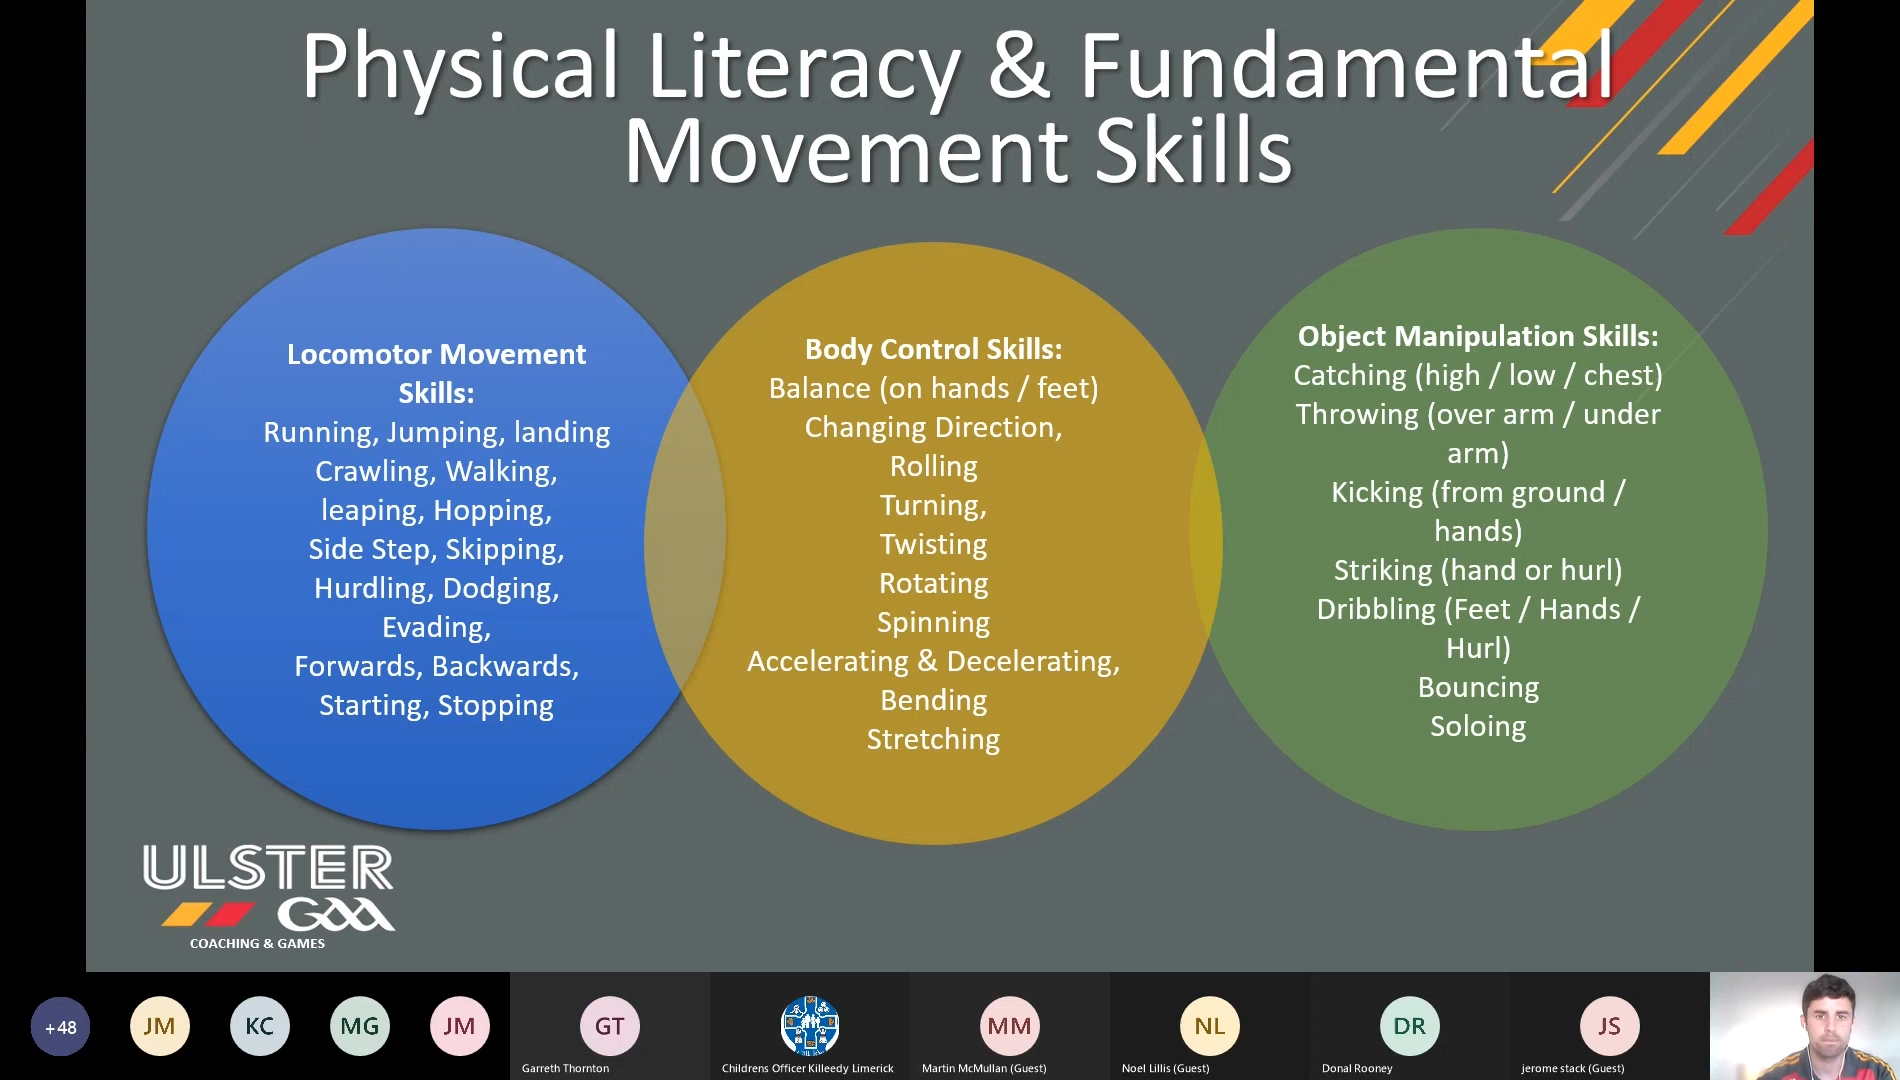 Physical Literacy & Fundamental
Movement Skills
Locomotor Movement
Skills:
Running, Jumping, landing
Crawling, Walking,
leaping, Hopping,
Side Step, Skipping,
Hurdling, Dodging,
Evading,
Forwards, Backwards,
Starting, Stopping
Body Control Skills:
Balance (on hands / feet)
Changing Direction,
Rolling
Turning,
Twisting
Rotating
Spinning
Accelerating & Decelerating,
Bending
Stretching
Object Manipulation Skills:
Catching (high / low / chest)
Throwing (over arm / under
arm)
Kicking (from ground /
hands)
Striking (hand or hurl)
Dribbling (Feet / Hands /
Hurl)
Bouncing
Soloing
ULSTER
GAA
COACHING & GAMES
+48
JM
KC
MG
JM
GT
Garreth Thornton
Childrens Officer Killeedy Limerick
MM
Martin McMullan (Guest)
NL
Noel Lillis (Guest)
DR
Donal Rooney
JS
jerome stack (Guest)